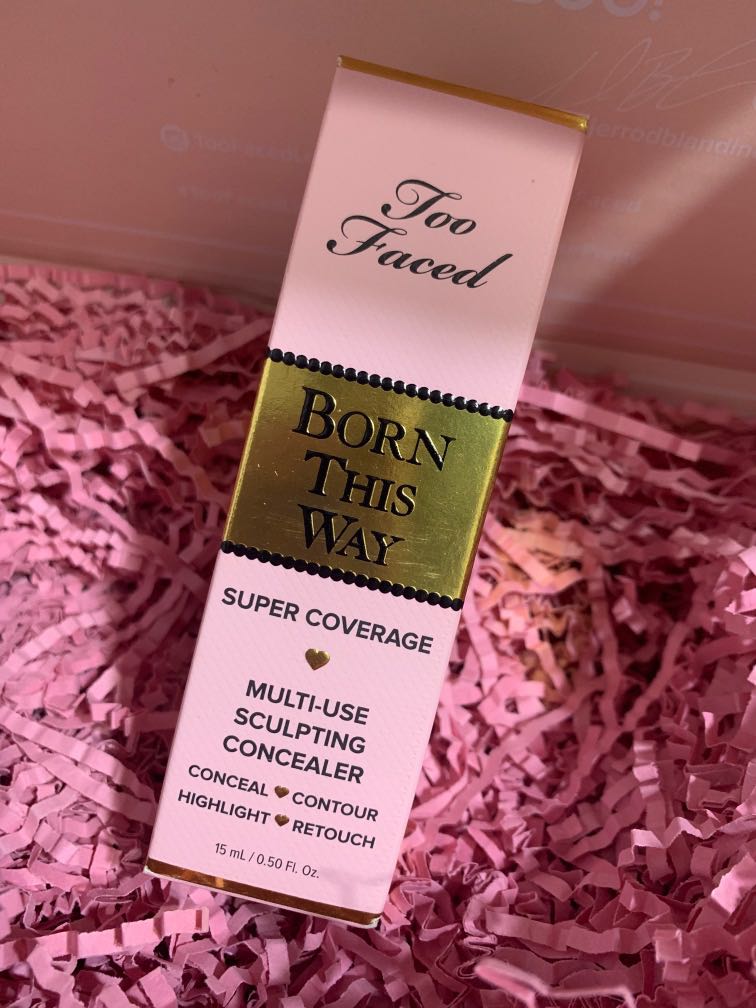 Too
Faced
BORN
THIS
WAY
SUPER COVERAGE
MULTI-USE
SCULPTING
CONCEALER
CONCEAL CONTOUR
HIGHLIGHT RETOUCH
15 mL / 0.50 Fl. Oz.